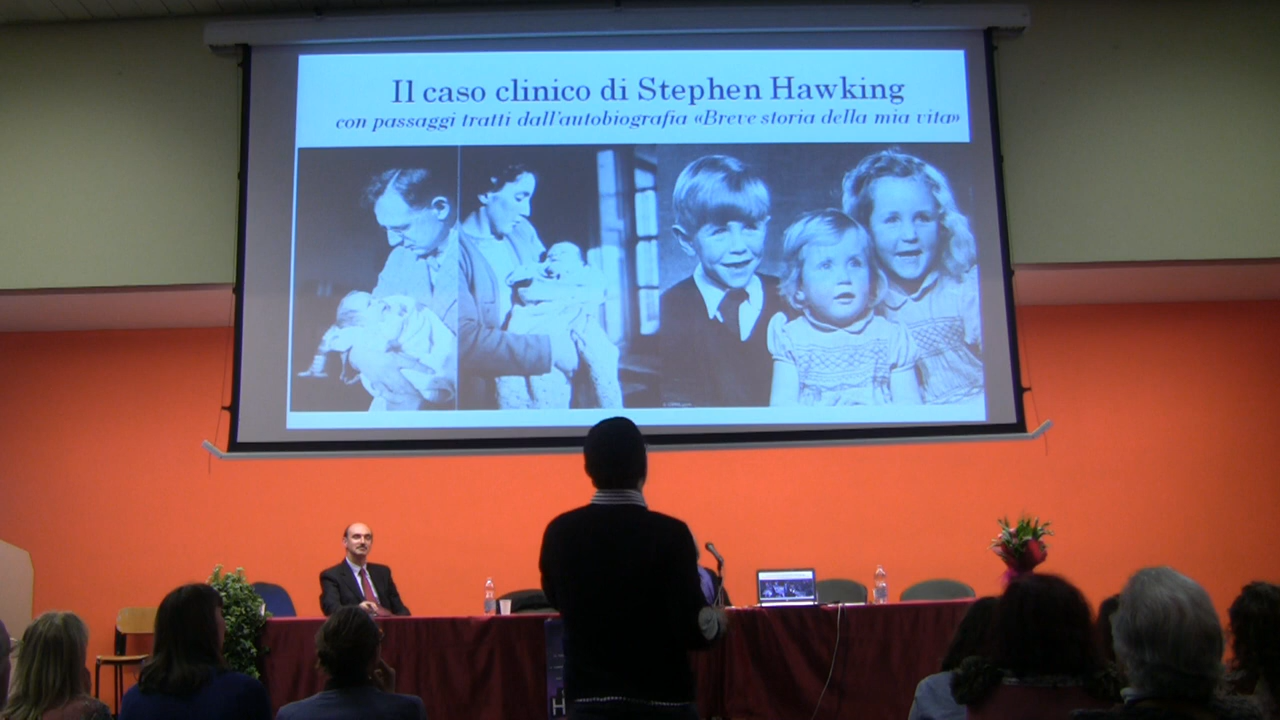 Il caso clinico di Stephen Hawking
con passaggi tratti dall'autobiografia «Breve storia della mia vita»